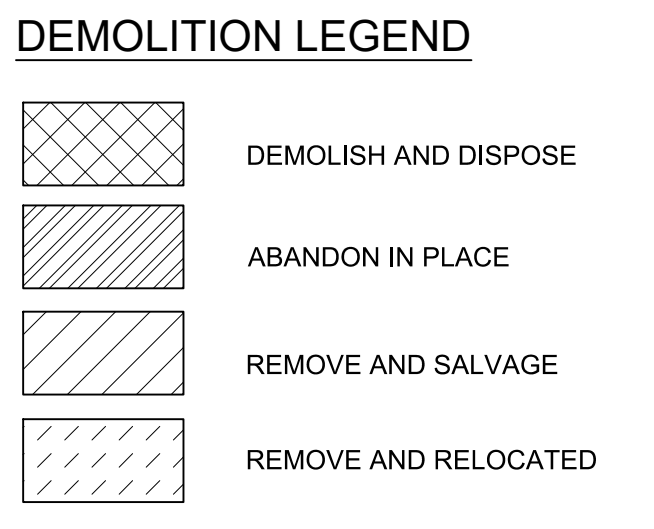 DEMOLITION LEGEND
DEMOLISH AND DISPOSE
ABANDON IN PLACE
REMOVE AND SALVAGE
REMOVE AND RELOCATED